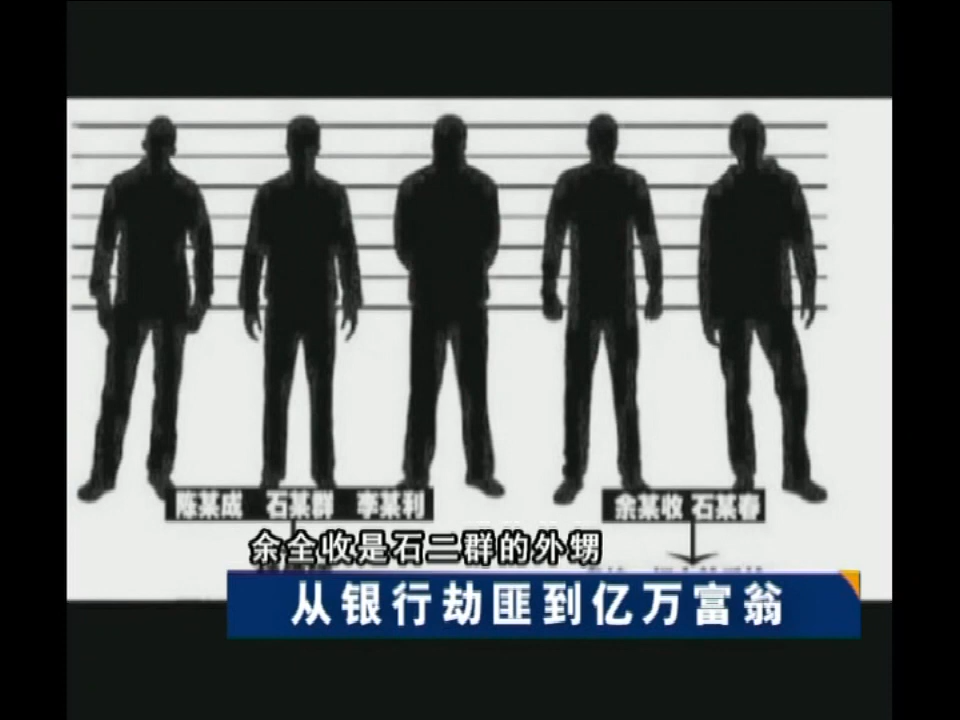 陈某成 石某群 李某利
余某收 石某春
余全收是石二群的外甥
从银行劫匪到亿万富翁